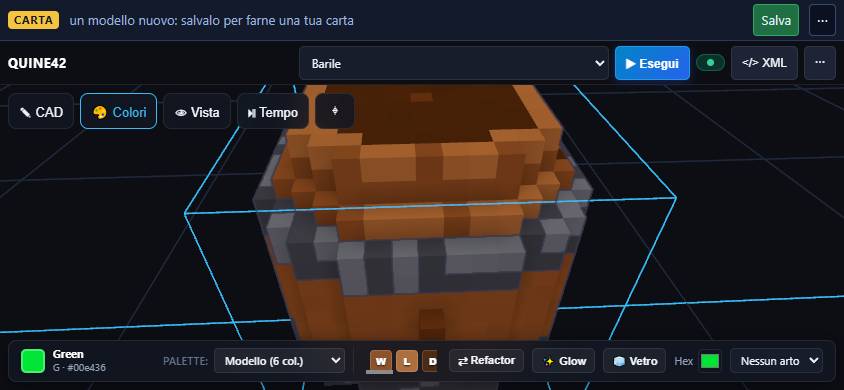 CARTA un modello nuovo: salvalo per farne una tua carta Salva ...
QUINE42 Barile ▶ Esegui </> XML ...
CAD Colori Vista Tempo
Green
G · #00e436
PALETTE: Modello (6 col.) W L D Refactor Glow Vetro Hex Nessun arto